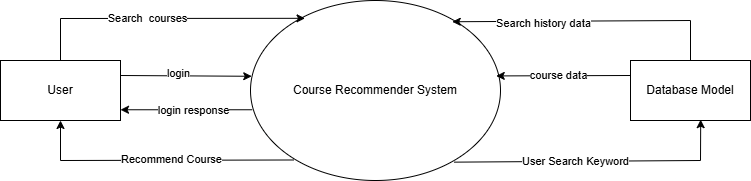 Search courses
Search history data
login
course data
User
Course Recommender System
Database Model
login response
Recommend Course
User Search Keyword